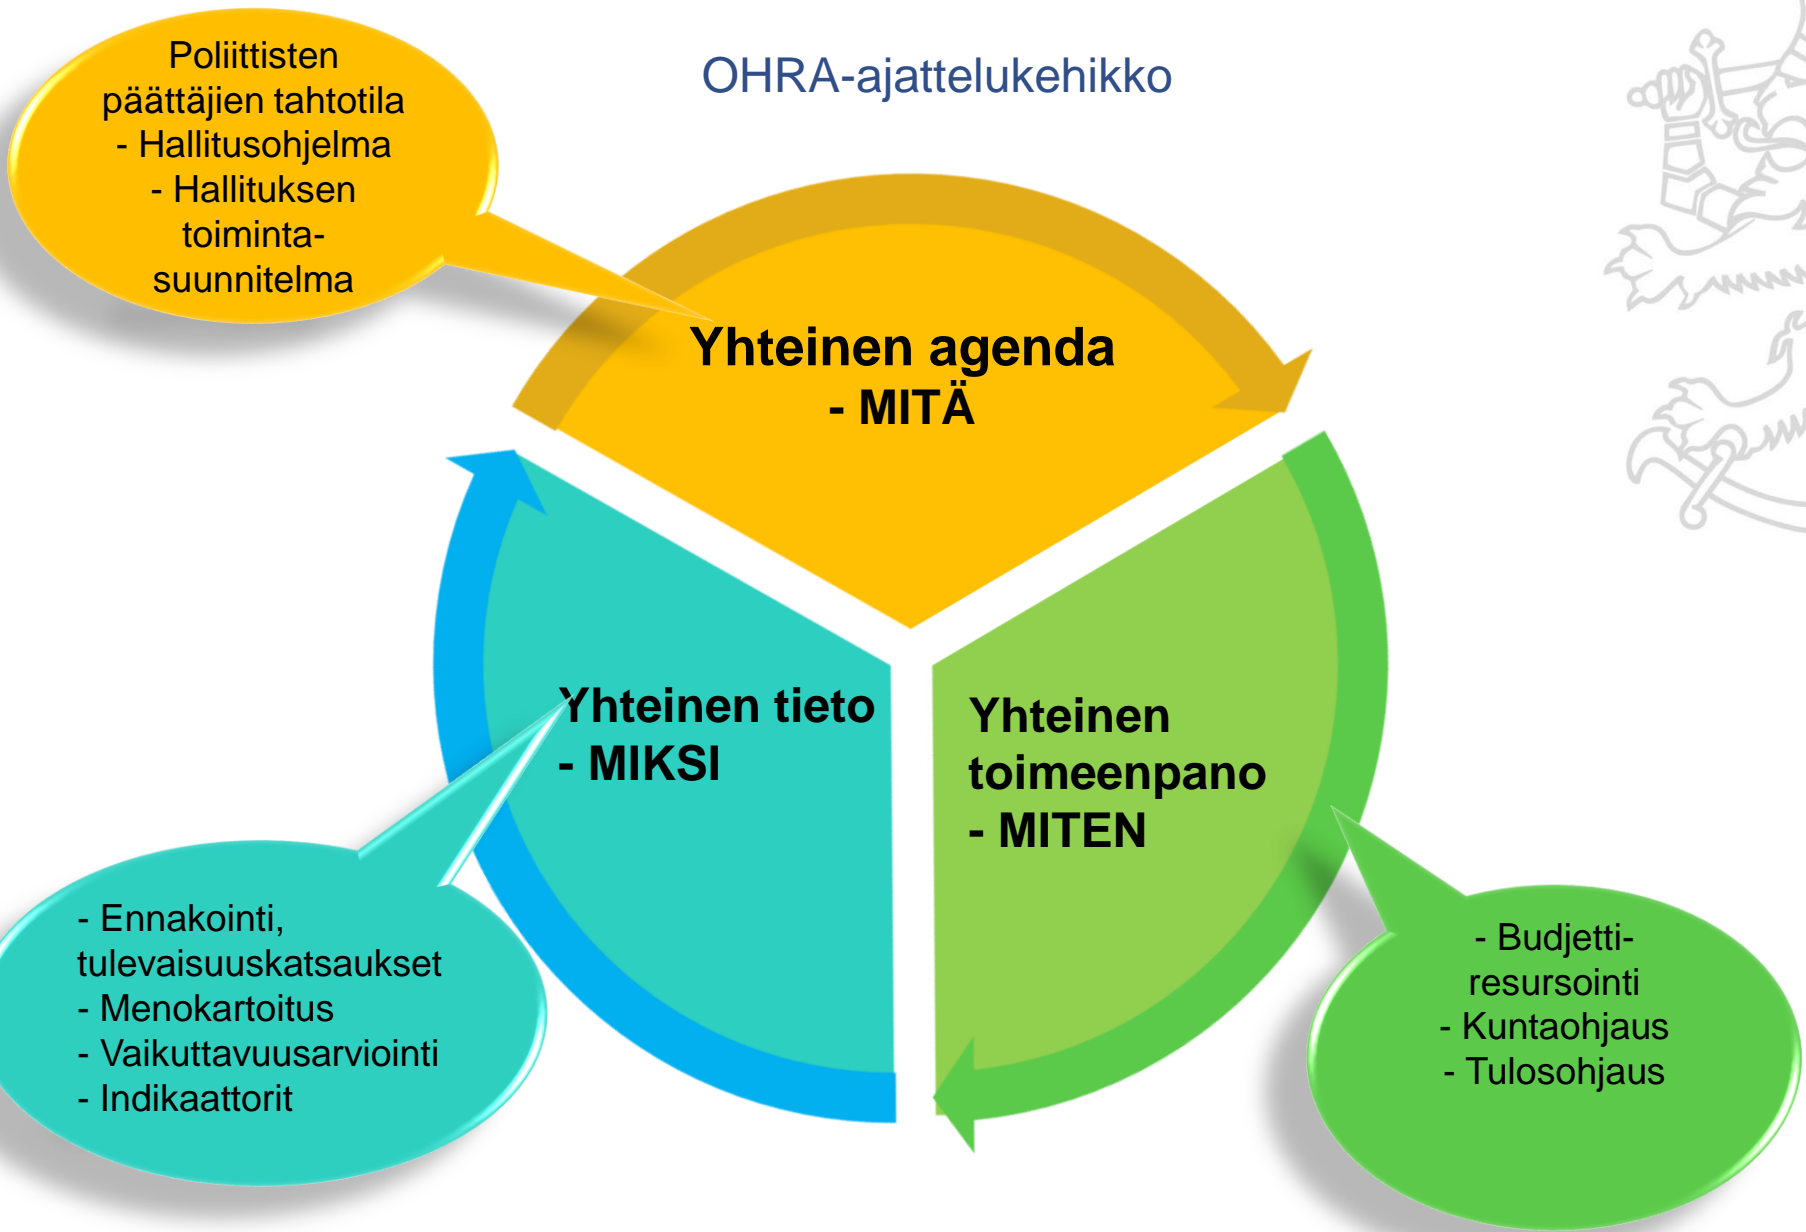 OHRA-ajattelukehikko
Poliittisten
päättäjien tahtotila
- Hallitusohjelma
- Hallituksen
toiminta-
suunnitelma
Yhteinen agenda
- MITÄ
Yhteinen tieto
- MIKSI
Yhteinen
toimeenpano
- MITEN
- Ennakointi,
tulevaisuuskatsaukset
- Menokartoitus
- Vaikuttavuusarviointi
- Indikaattorit
- Budjetti-
resursointi
- Kuntaohjaus
- Tulosohjaus